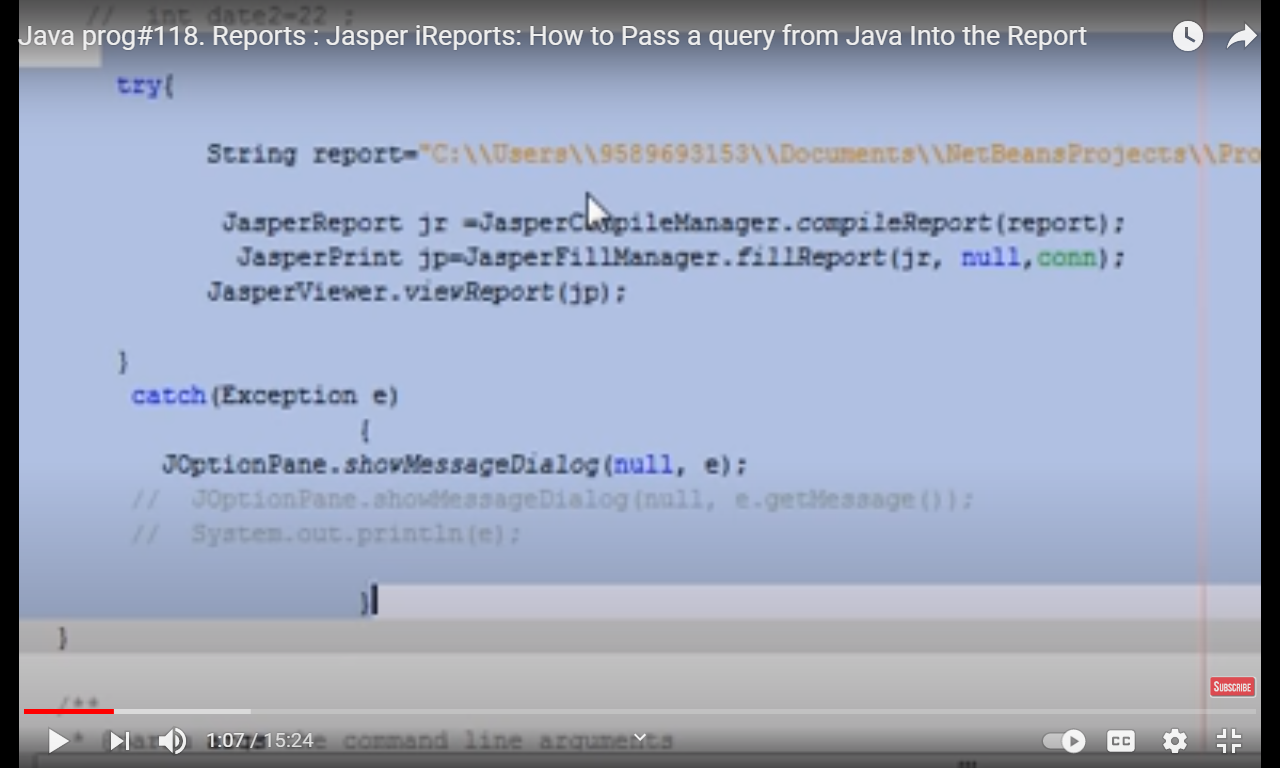 // int date2=22 ;
Java prog#118. Reports : Jasper iReports: How to Pass a query from Java Into the Report
try{
String report="C:\\Users\\9589693153\\Documents\\NetBeansProjects\\Pro
JasperReport jr =JasperCompileManager.compileReport(report);
JasperPrint jp=JasperFillManager.fillReport(jr, null,conn);
JasperViewer.viewReport(jp);
}
catch(Exception e)
{
JOptionPane.showMessageDialog(null, e);
// JOptionPane.showMessageDialog(null, e.getMessage());
// System.out.println(e);
}
}
SUBSCRIBE
/**
* command line arguments
1:07 / 15:24
CC